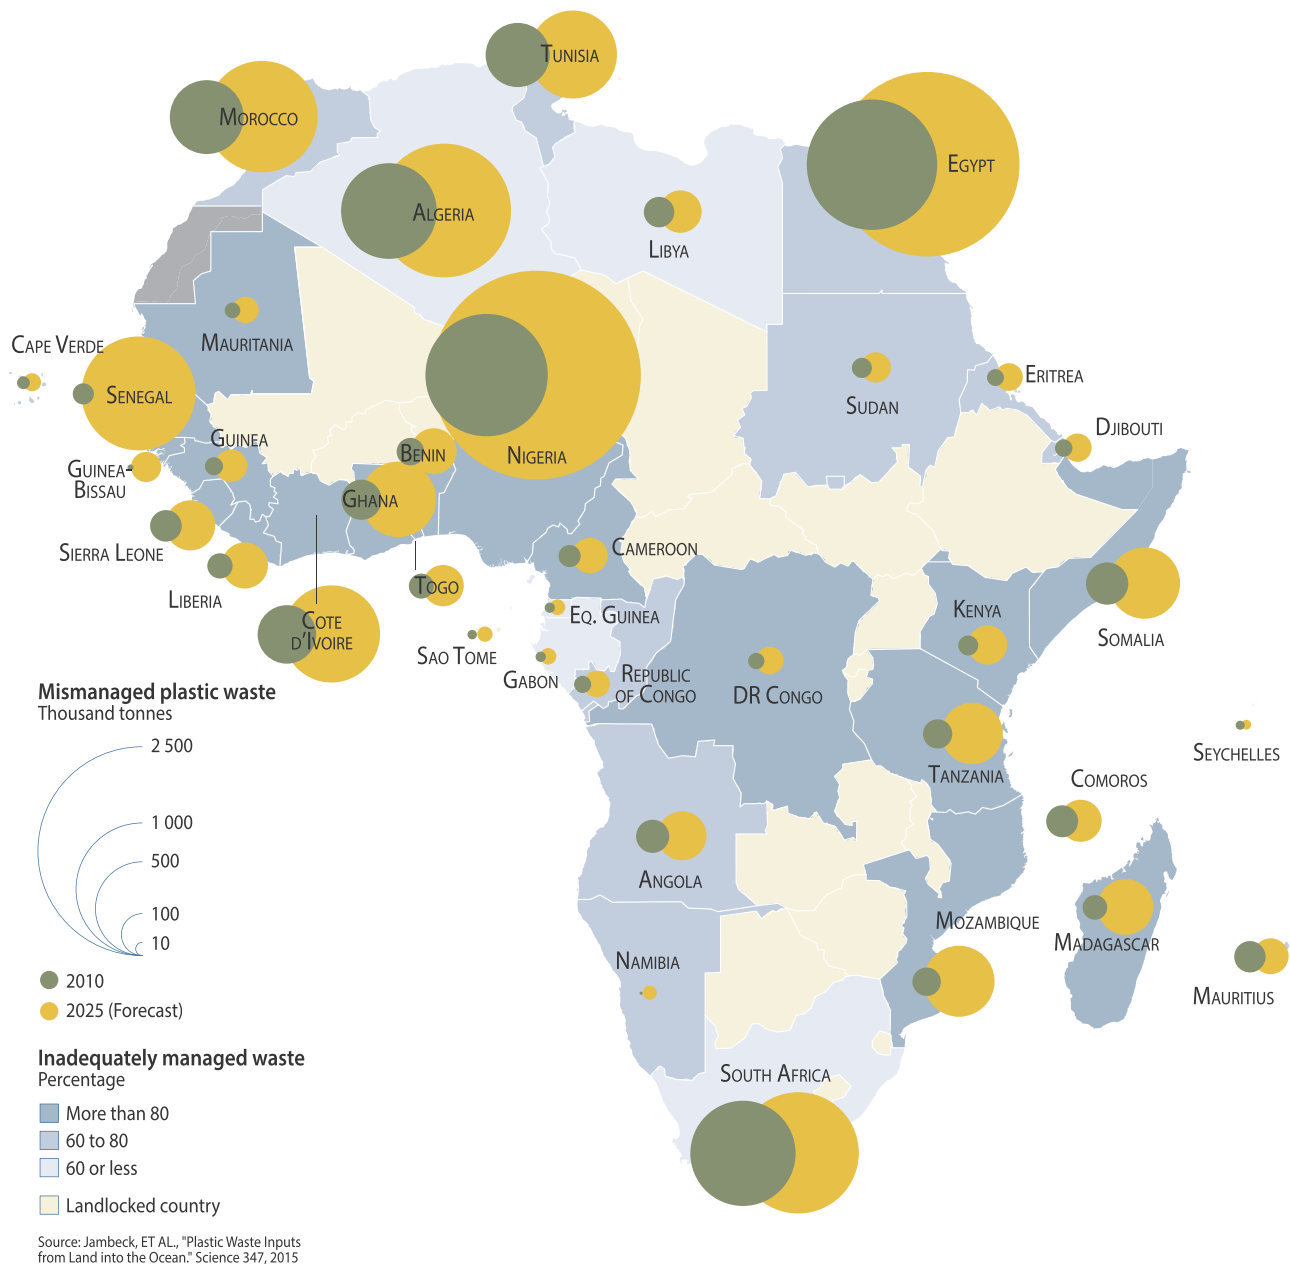 TUNISIA
MOROCCO
EGYPT
ALGERIA
LIBYA
MAURITANIA
CAPE VERDE
SENEGAL
ERITREA
SUDAN
DJIBOUTI
GUINEA
BENIN
NIGERIA
GUINEA-
BISSAU
GHANA
SIERRA LEONE
CAMEROON
LIBERIA
TOGO
COTE
D'IVOIRE
EQ. GUINEA
KENYA
SOMALIA
SAO TOME
GABON
REPUBLIC
OF CONGO
DR CONGO
SEYCHELLES
TANZANIA
COMOROS
ANGOLA
MOZAMBIQUE
MADAGASCAR
NAMIBIA
MAURITIUS
SOUTH AFRICA
Mismanaged plastic waste
Thousand tonnes
2 500
1 000
500
100
10
2010
2025 (Forecast)
Inadequately managed waste
Percentage
More than 80
60 to 80
60 or less
Landlocked country
Source: Jambeck, ET AL., "Plastic Waste Inputs
from Land into the Ocean." Science 347, 2015